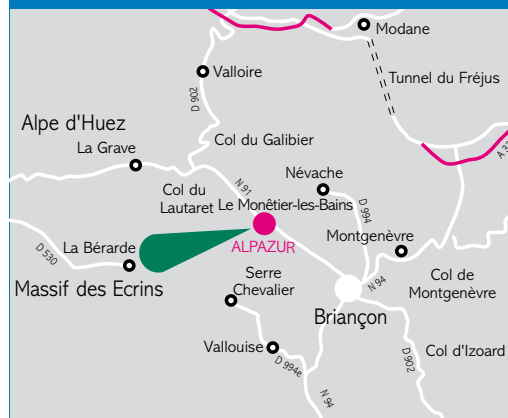 Modane
Valloire
Tunnel du Fréjus
D 902
Alpe d'Huez
Col du Galibier
La Grave
Névache
N 91
Col du
Lautaret
Le Monêtier-les-Bains
D 994
ALPAZUR
Montgenèvre
D 530
La Bérarde
Massif des Ecrins
Serre
Chevalier
N 94
Col de
Montgenèvre
Briançon
Vallouise
D 994e
D 902
Col d'Izoard
N 94